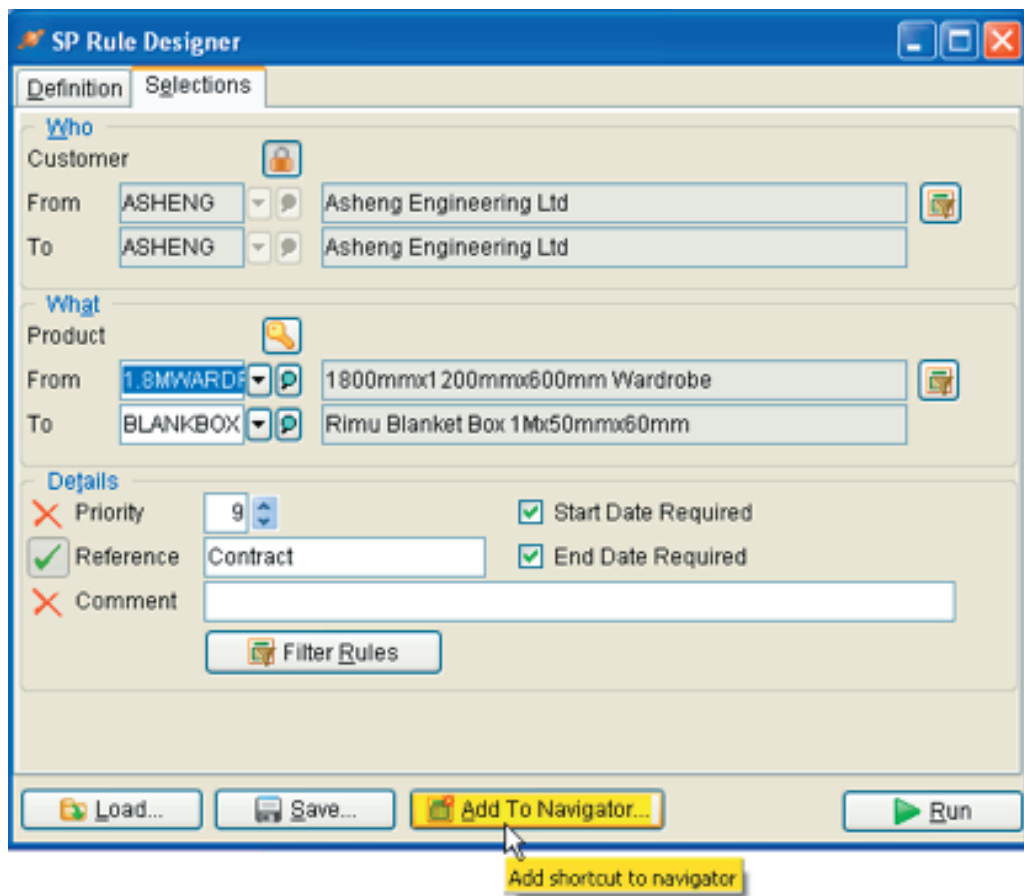 SP Rule Designer
Definition Selections
Who
Customer
From ASHENG Asheng Engineering Ltd
To ASHENG Asheng Engineering Ltd
What
Product
From 1.8MWARDR 1800mmx1200mmx600mm Wardrobe
To BLANKBOX Rimu Blanket Box 1Mx50mmx60mm
Details
Priority 9 Start Date Required
Reference Contract End Date Required
Comment
Filter Rules
Load... Save... Add To Navigator... Run
Add shortcut to navigator